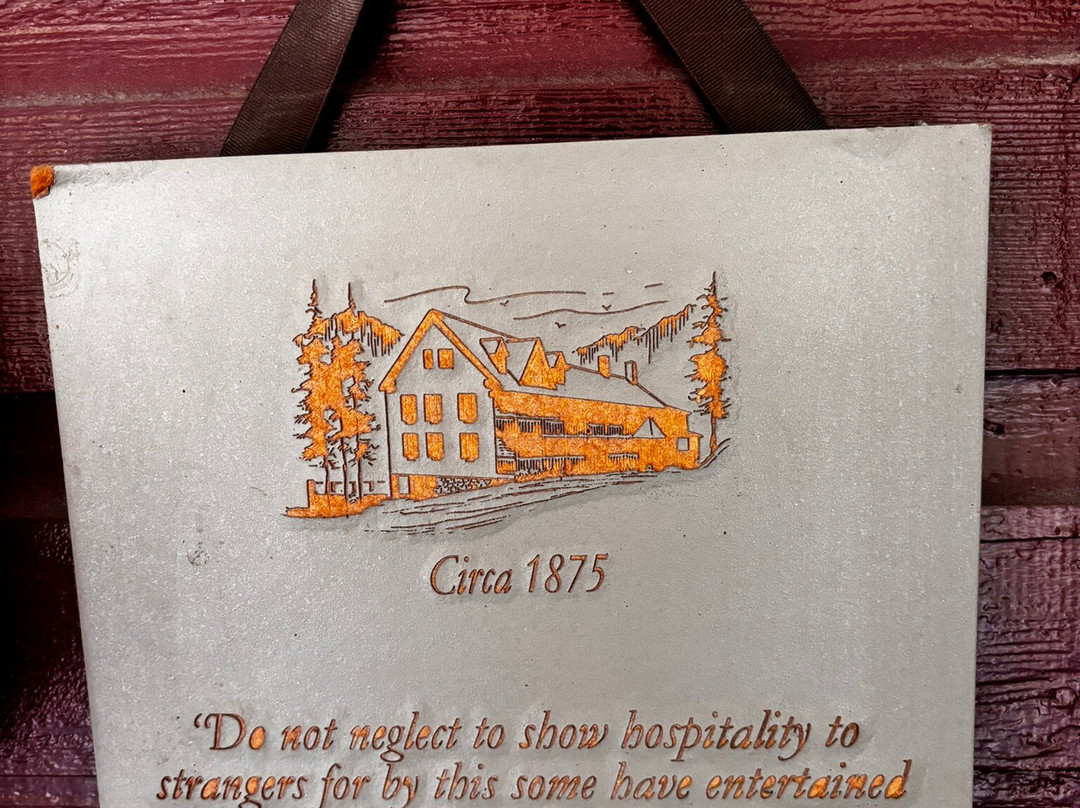 Circa 1875
“Do not neglect to show hospitality to
strangers for by this some have entertained